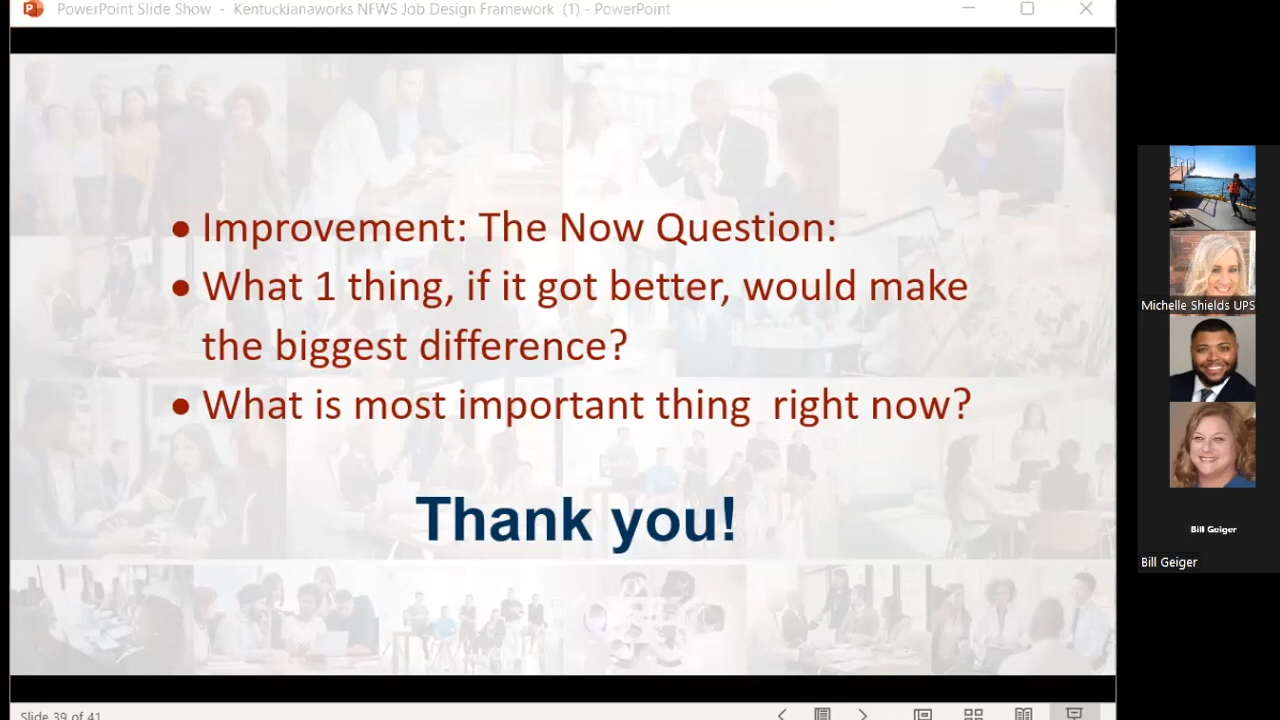 PowerPoint Slide Show - Kentuckianaworks NFWS Job Design Framework (1) - PowerPoint
• Improvement: The Now Question:
• What 1 thing, if it got better, would make
the biggest difference?
• What is most important thing right now?
Thank you!
Slide 39 of 41
Michelle Shields UPS
Bill Geiger
Bill Geiger